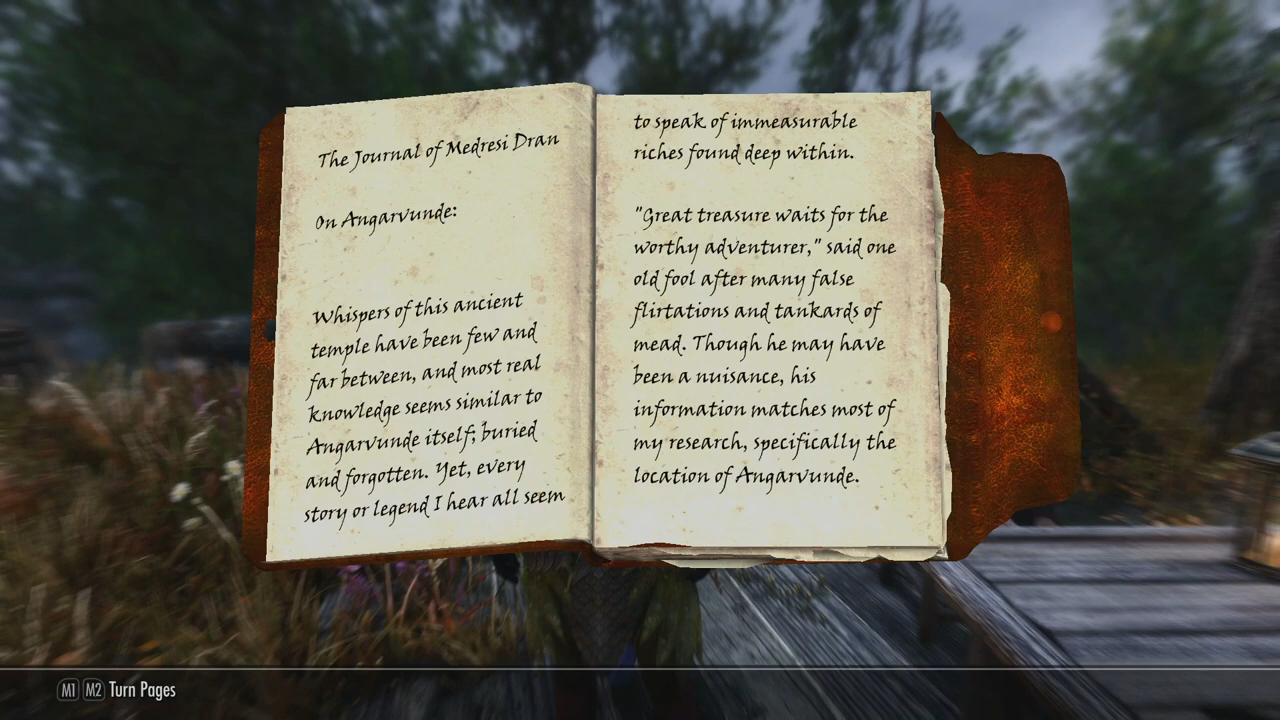 The Journal of Medresi Dran
On Angarvunde:
Whispers of this ancient
temple have been few and
far between, and most real
knowledge seems similar to
Angarvunde itself; buried
and forgotten. Yet, every
story or legend I hear all seem
to speak of immeasurable
riches found deep within.
"Great treasure waits for the
worthy adventurer," said one
old fool after many false
flirtations and tankards of
mead. Though he may have
been a nuisance, his
information matches most of
my research, specifically the
location of Angarvunde.
M1 M2 Turn Pages